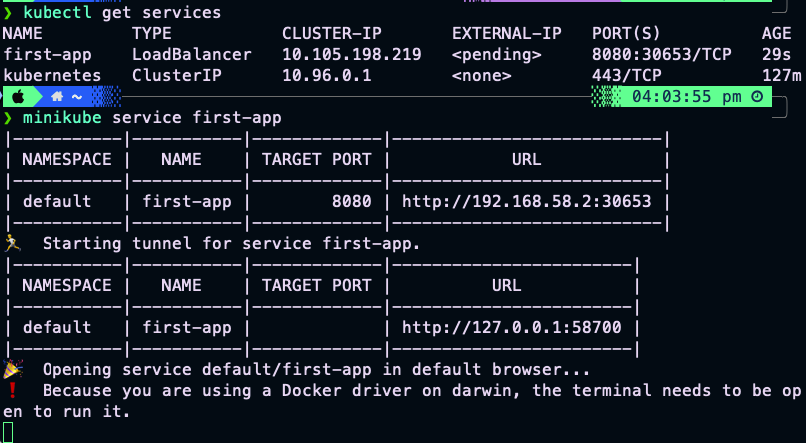 ❯ kubectl get services
NAME         TYPE           CLUSTER-IP       EXTERNAL-IP   PORT(S)          AGE
first-app    LoadBalancer   10.105.198.219   <pending>     8080:30653/TCP   29s
kubernetes   ClusterIP      10.96.0.1        <none>        443/TCP          127m
~ 04:03:55 pm
❯ minikube service first-app
|-----------|-----------|-------------|---------------------------|
| NAMESPACE |   NAME    | TARGET PORT |            URL            |
|-----------|-----------|-------------|---------------------------|
| default   | first-app |        8080 | http://192.168.58.2:30653 |
|-----------|-----------|-------------|---------------------------|
🏃  Starting tunnel for service first-app.
|-----------|-----------|-------------|------------------------|
| NAMESPACE |   NAME    | TARGET PORT |          URL           |
|-----------|-----------|-------------|------------------------|
| default   | first-app |             | http://127.0.0.1:58700 |
|-----------|-----------|-------------|------------------------|
🎉  Opening service default/first-app in default browser...
❗  Because you are using a Docker driver on darwin, the terminal needs to be op
en to run it.